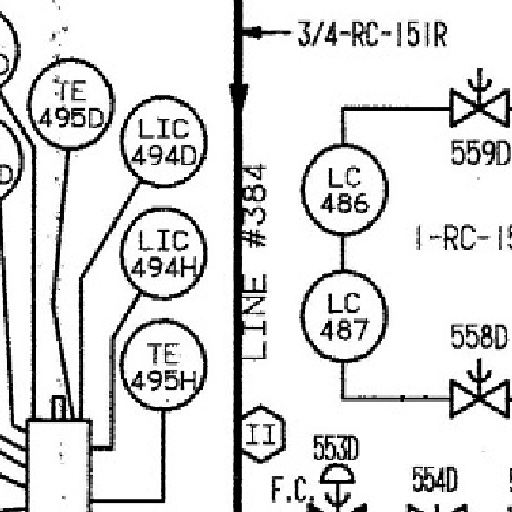 3/4-RC-151R
TE
495D
LIC
494D
559D
LC
486
LINE #384
LIC
494H
1-RC-15
LC
487
558D
TE
495H
II
553D
F.C.
554D
D
D